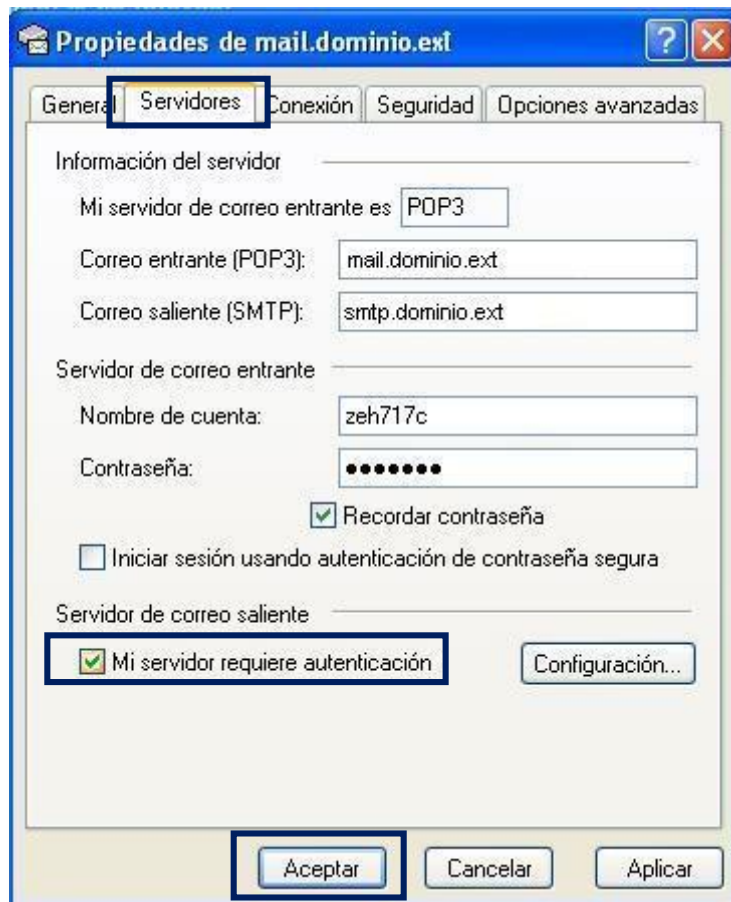 Propiedades de mail.dominio.ext
General Servidores Conexión Seguridad Opciones avanzadas
Información del servidor
Mi servidor de correo entrante es POP3
Correo entrante (POP3): mail.dominio.ext
Correo saliente (SMTP): smtp.dominio.ext
Servidor de correo entrante
Nombre de cuenta: zeh717c
Contraseña: ●●●●●●●
Recordar contraseña
Iniciar sesión usando autenticación de contraseña segura
Servidor de correo saliente
Mi servidor requiere autenticación Configuración...
Aceptar Cancelar Aplicar